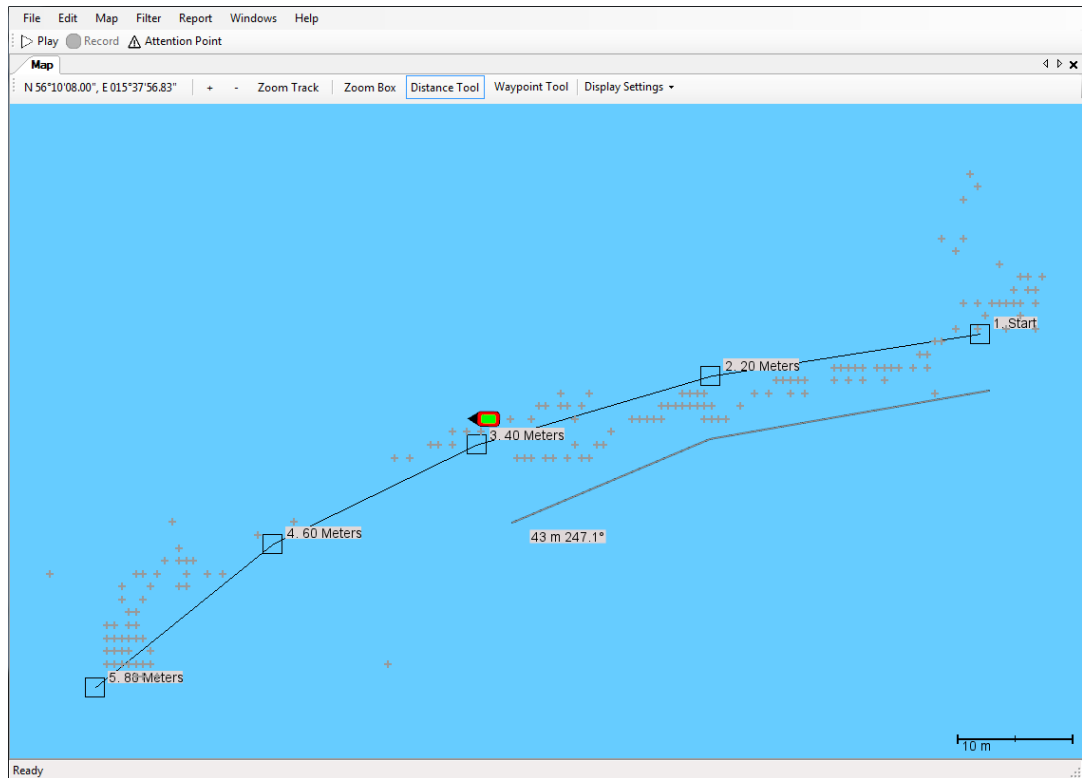 File Edit Map Filter Report Windows Help
Play Record Attention Point
Map
N 56°10'08.00", E 015°37'56.83" + - Zoom Track Zoom Box Distance Tool Waypoint Tool Display Settings
1. Start
2. 20 Meters
3. 40 Meters
4. 60 Meters
43 m 247.1°
5. 80 Meters
10 m
Ready